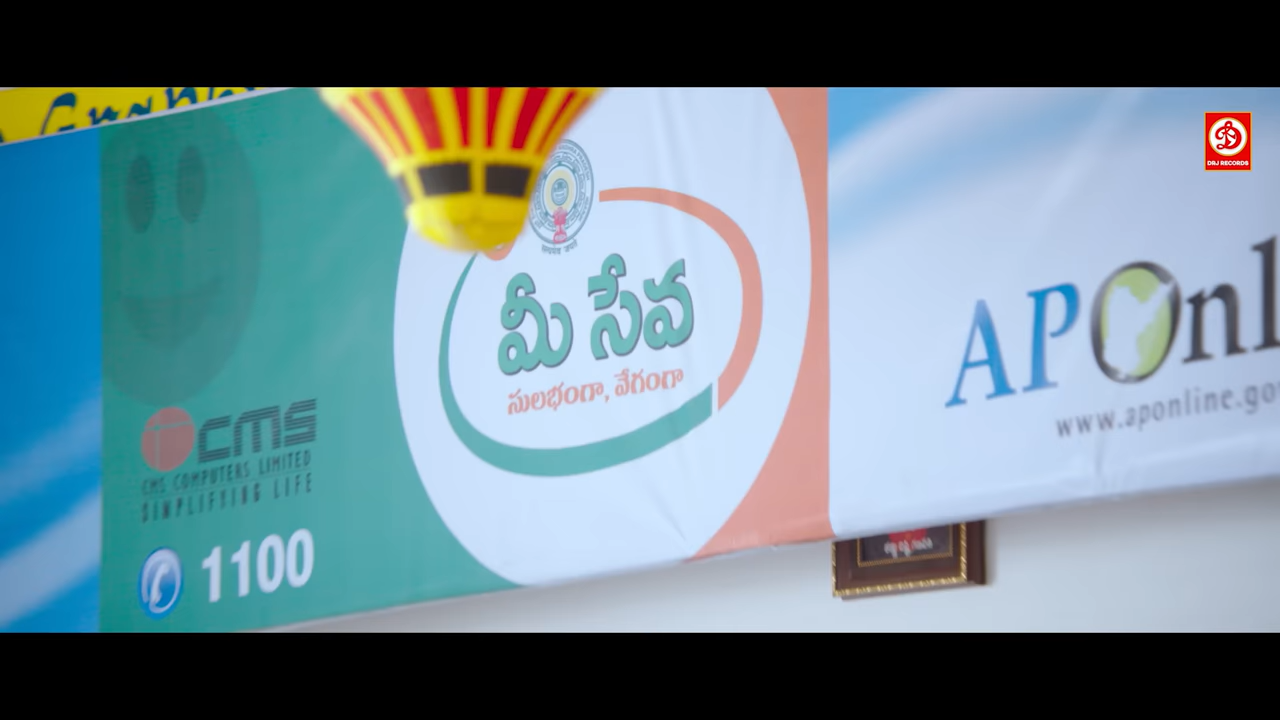 DRJ RECORDS
మీ సేవ
సులభంగా, వేగంగా
CMS
CMS COMPUTERS LIMITED
SIMPLIFYING LIFE
1100
APOnl
www.aponline.go